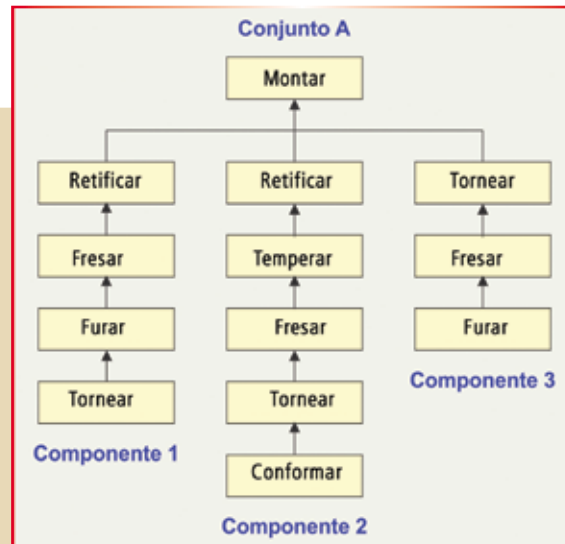 Conjunto A
Montar
Retificar
Retificar
Tornear
Fresar
Temperar
Fresar
Furar
Fresar
Furar
Tornear
Tornear
Componente 3
Componente 1
Conformar
Componente 2